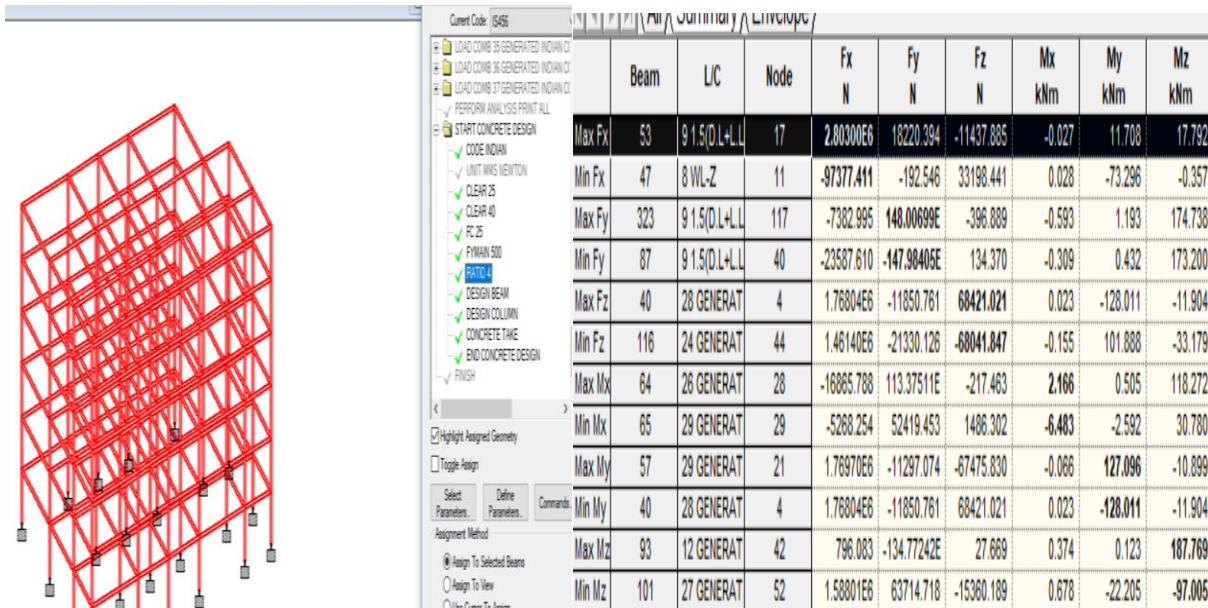 Current Code: IS456
LOAD COMB 35 GENERATED INDIAN CO
LOAD COMB 36 GENERATED INDIAN CO
LOAD COMB 37 GENERATED INDIAN CO
PERFORM ANALYSIS PRINT ALL
START CONCRETE DESIGN
CODE INDIAN
UNIT MMS NEWTON
CLEAR 25
CLEAR 40
FC 25
FYMAIN 500
RATIO 4
DESIGN BEAM
DESIGN COLUMN
CONCRETE TAKE
END CONCRETE DESIGN
FINISH
Highlight Assigned Geometry
Toggle Assign
Select Parameters..
Define Parameters..
Commands.
Assignment Method
Assign To Selected Beams
Assign To View
Use Cursor To Assign
All Summary Envelope
Beam L/C Node Fx N Fy N Fz N Mx kNm My kNm Mz kNm
Max Fx 53 9 1.5(D.L+L.L 17 2.80300E6 18220.394 -11437.885 -0.027 11.708 17.792
Min Fx 47 8 WL-Z 11 -97377.411 -192.546 33198.441 0.028 -73.296 -0.357
Max Fy 323 9 1.5(D.L+L.L 117 -7382.995 148.00699E -396.889 -0.593 1.193 174.738
Min Fy 87 9 1.5(D.L+L.L 40 -23587.610 -147.98405E 134.370 -0.309 0.432 173.200
Max Fz 40 28 GENERAT 4 1.76804E6 -11850.761 68421.021 0.023 -128.011 -11.904
Min Fz 116 24 GENERAT 44 1.46140E6 -21330.126 -68041.847 -0.155 101.888 -33.179
Max Mx 64 26 GENERAT 28 -16865.788 113.37511E -217.463 2.166 0.505 118.272
Min Mx 65 29 GENERAT 29 -5268.254 52419.453 1486.302 -6.483 -2.592 30.780
Max My 57 29 GENERAT 21 1.76970E6 -11297.074 -67475.830 -0.066 127.096 -10.899
Min My 40 28 GENERAT 4 1.76804E6 -11850.761 68421.021 0.023 -128.011 -11.904
Max Mz 93 12 GENERAT 42 796.083 -134.77242E 27.669 0.374 0.123 187.769
Min Mz 101 27 GENERAT 52 1.58801E6 63714.718 -15360.189 0.678 -22.205 -97.005